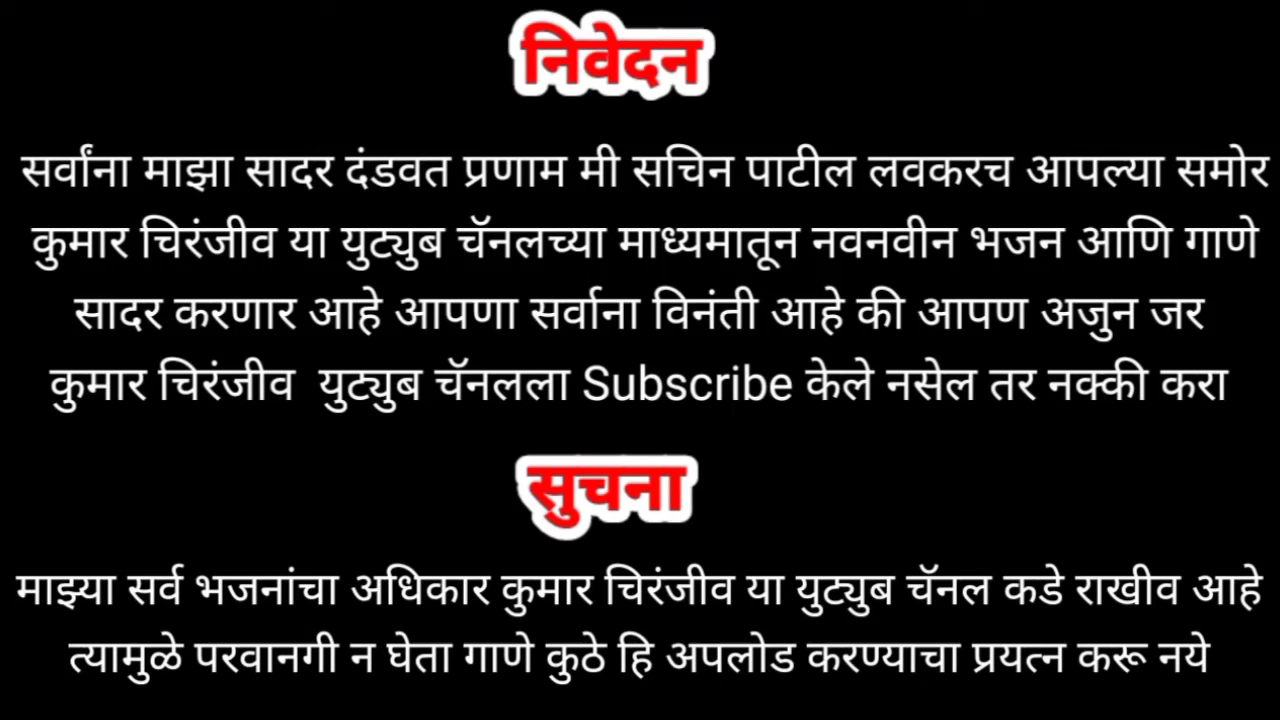 निवेदन
सर्वांना माझा सादर दंडवत प्रणाम मी सचिन पाटील लवकरच आपल्या समोर
कुमार चिरंजीव या युट्युब चॅनलच्या माध्यमातून नवनवीन भजन आणि गाणे
सादर करणार आहे आपणा सर्वाना विनंती आहे की आपण अजुन जर
कुमार चिरंजीव युट्युब चॅनलला Subscribe केले नसेल तर नक्की करा
सुचना
माझ्या सर्व भजनांचा अधिकार कुमार चिरंजीव या युट्युब चॅनल कडे राखीव आहे
त्यामुळे परवानगी न घेता गाणे कुठे हि अपलोड करण्याचा प्रयत्न करू नये